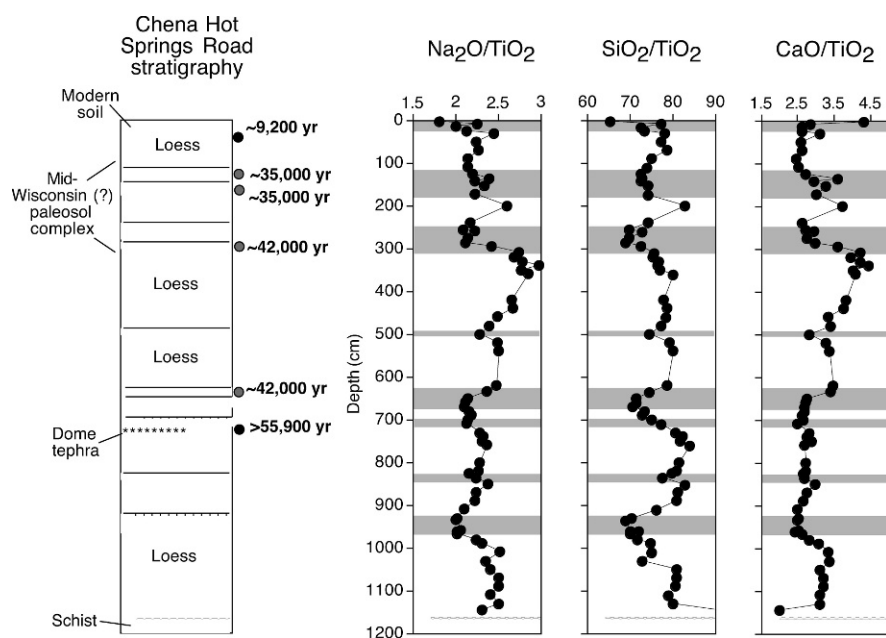 Chena Hot
Springs Road
stratigraphy
Na2O/TiO2
SiO2/TiO2
CaO/TiO2
1.5 2 2.5 3
60 70 80 90
1.5 2.5 3.5 4.5
Modern
soil
Loess
~9,200 yr
~35,000 yr
~35,000 yr
Mid-
Wisconsin (?)
paleosol
complex
~42,000 yr
Loess
Loess
~42,000 yr
>55,900 yr
Dome
tephra
*********
Loess
Schist
Depth (cm)
0
100
200
300
400
500
600
700
800
900
1000
1100
1200